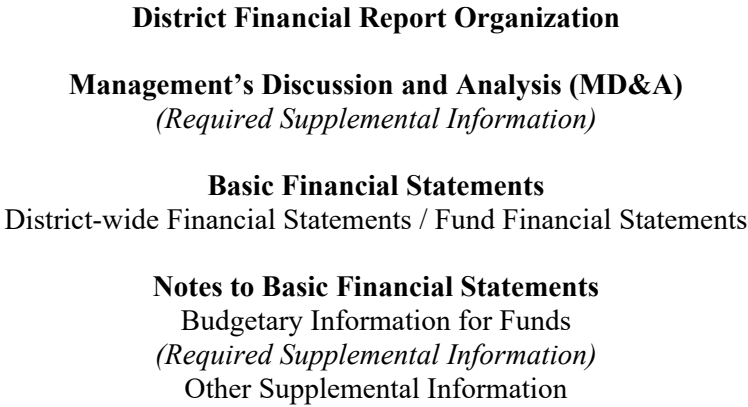 District Financial Report Organization
Management’s Discussion and Analysis (MD&A)
(Required Supplemental Information)
Basic Financial Statements
District-wide Financial Statements / Fund Financial Statements
Notes to Basic Financial Statements
Budgetary Information for Funds
(Required Supplemental Information)
Other Supplemental Information